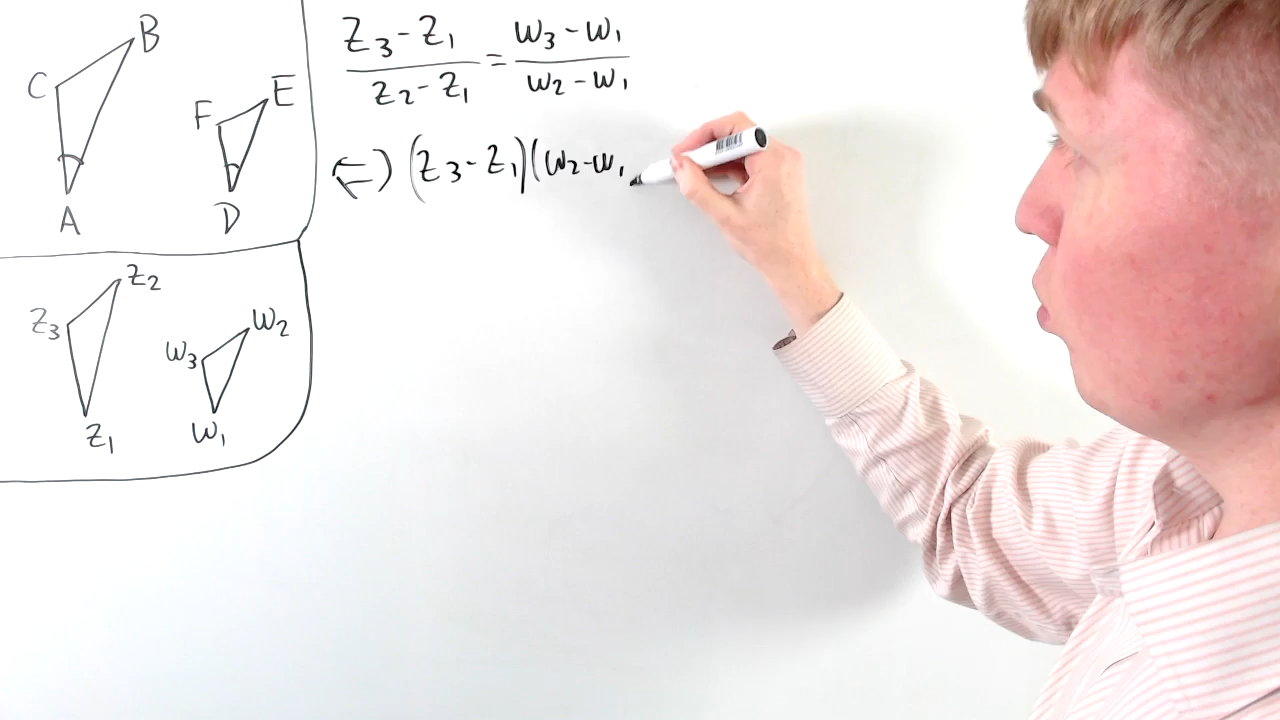 B
C
E
F
A
D
Z₃ - Z₁ / Z₂ - Z₁ = W₃ - W₁ / W₂ - W₁
⇔ (Z₃ - Z₁)(W₂ - W₁
Z₂
Z₃
W₂
W₃
Z₁
W₁